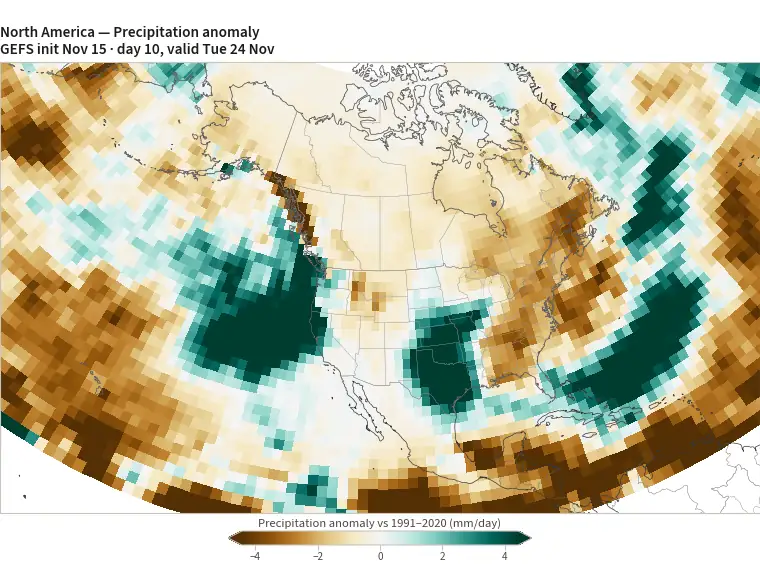 North America — Precipitation anomaly
GEFS init Nov 15 · day 10, valid Tue 24 Nov
Precipitation anomaly vs 1991–2020 (mm/day)
−4 −2 0 2 4